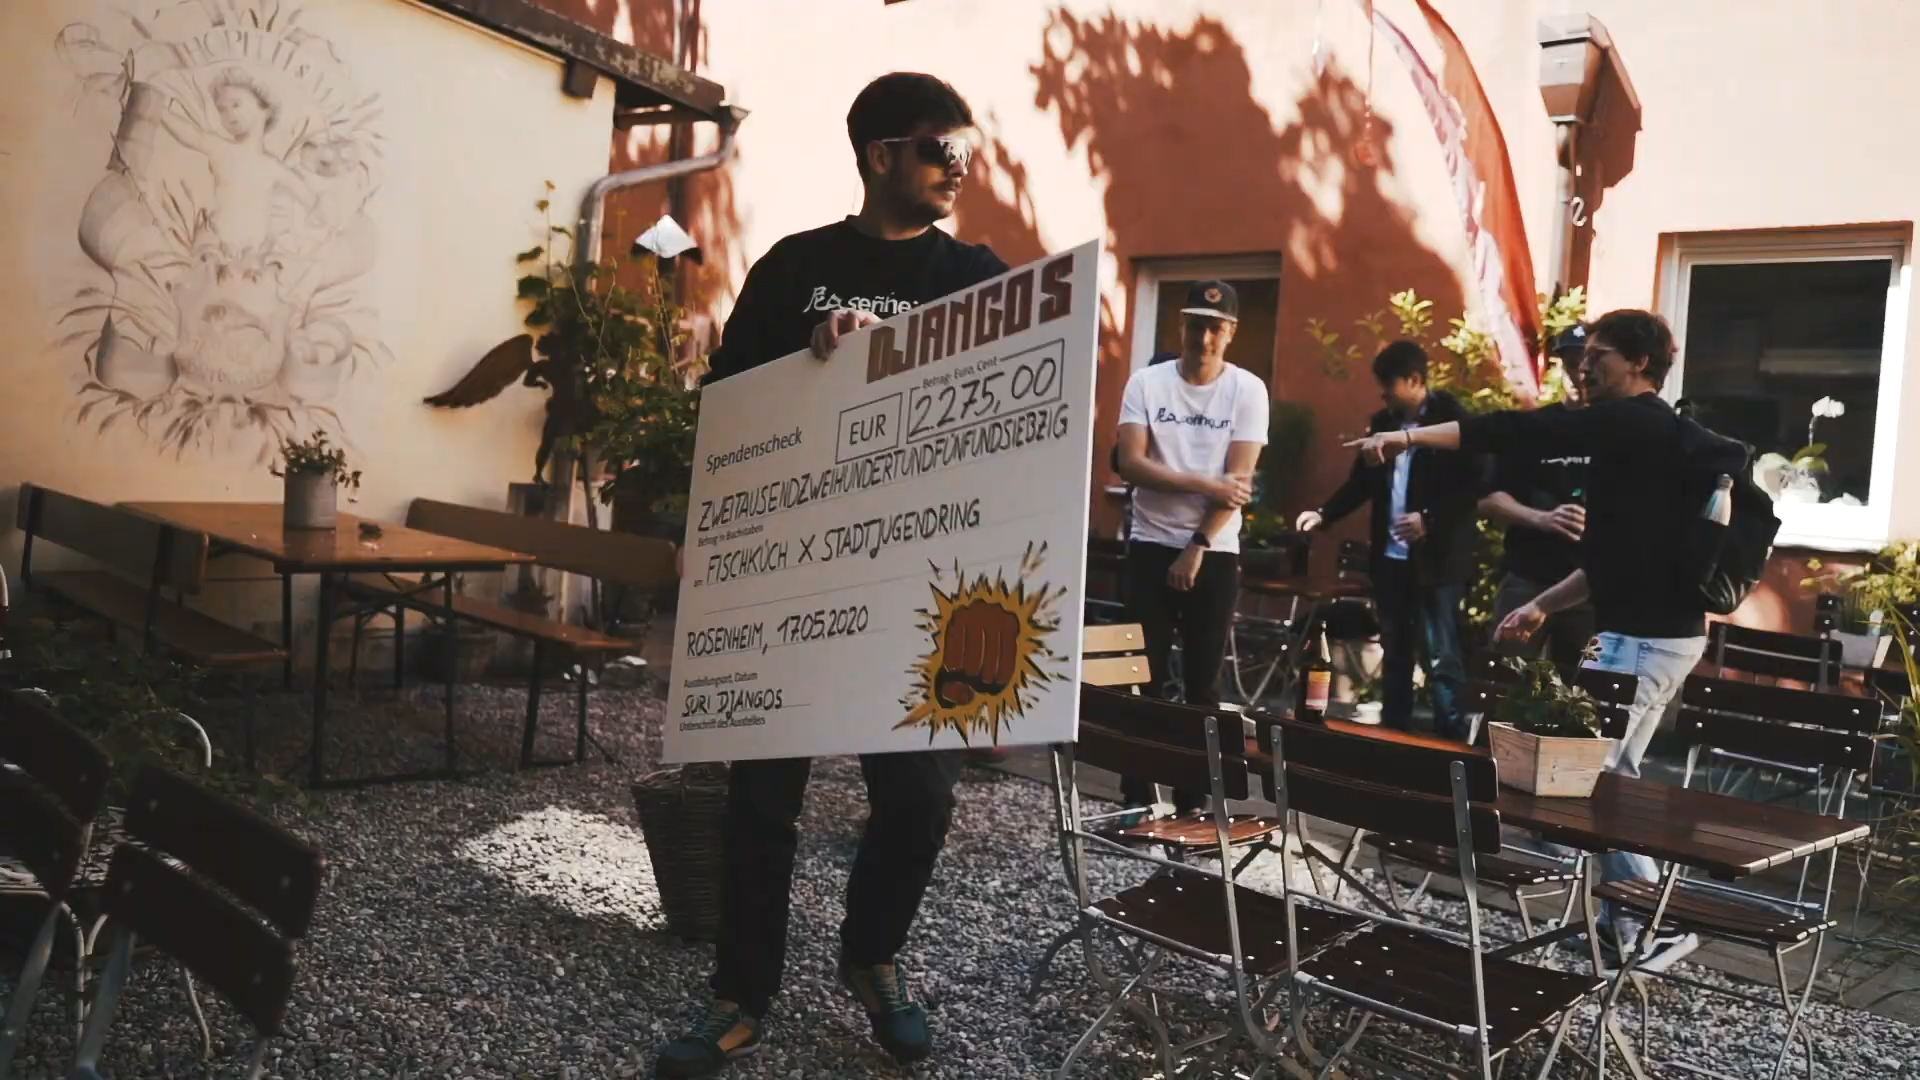 DJANGOS
Betrag: Euro, Cent
Spendenscheck EUR 2.275,00
ZWEITAUSENDZWEIHUNDERTUNDFÜNFUNDSIEBZIG
Betrag in Buchstaben
an: FISCHKÜCH X STADTJUGENDRING
ROSENHEIM, 17.05.2020
Ausstellungsort, Datum
SURI DJANGOS
Unterschrift des Ausstellers